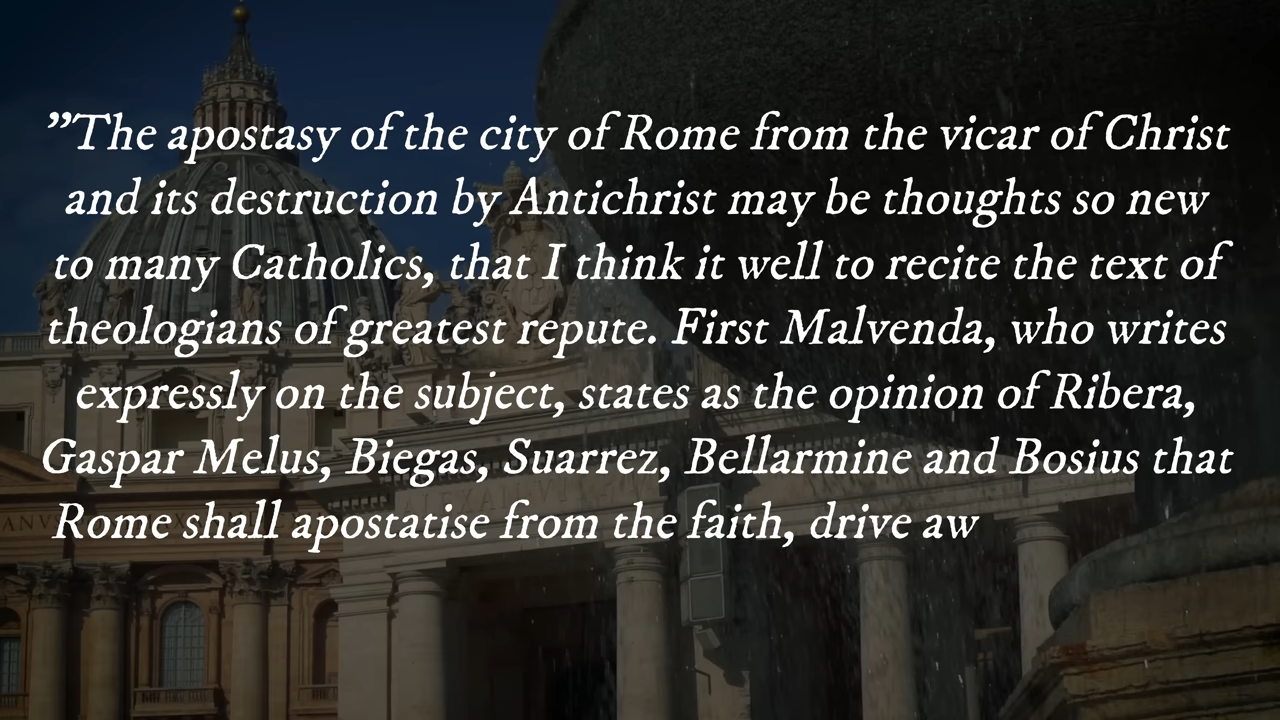 ”The apostasy of the city of Rome from the vicar of Christ
and its destruction by Antichrist may be thoughts so new
to many Catholics, that I think it well to recite the text of
theologians of greatest repute. First Malvenda, who writes
expressly on the subject, states as the opinion of Ribera,
Gaspar Melus, Biegas, Suarrez, Bellarmine and Bosius that
Rome shall apostatise from the faith, drive aw